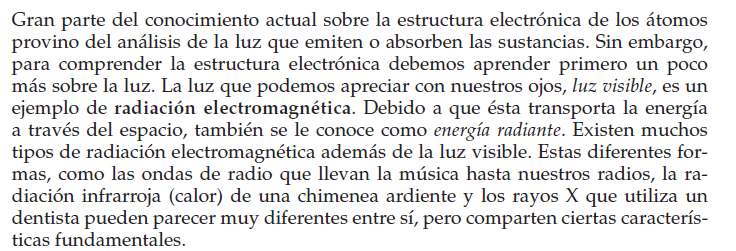 Gran parte del conocimiento actual sobre la estructura electrónica de los átomos
provino del análisis de la luz que emiten o absorben las sustancias. Sin embargo,
para comprender la estructura electrónica debemos aprender primero un poco
más sobre la luz. La luz que podemos apreciar con nuestros ojos, luz visible, es un
ejemplo de radiación electromagnética. Debido a que ésta transporta la energía
a través del espacio, también se le conoce como energía radiante. Existen muchos
tipos de radiación electromagnética además de la luz visible. Estas diferentes for-
mas, como las ondas de radio que llevan la música hasta nuestros radios, la ra-
diación infrarroja (calor) de una chimenea ardiente y los rayos X que utiliza un
dentista pueden parecer muy diferentes entre sí, pero comparten ciertas caracterís-
ticas fundamentales.